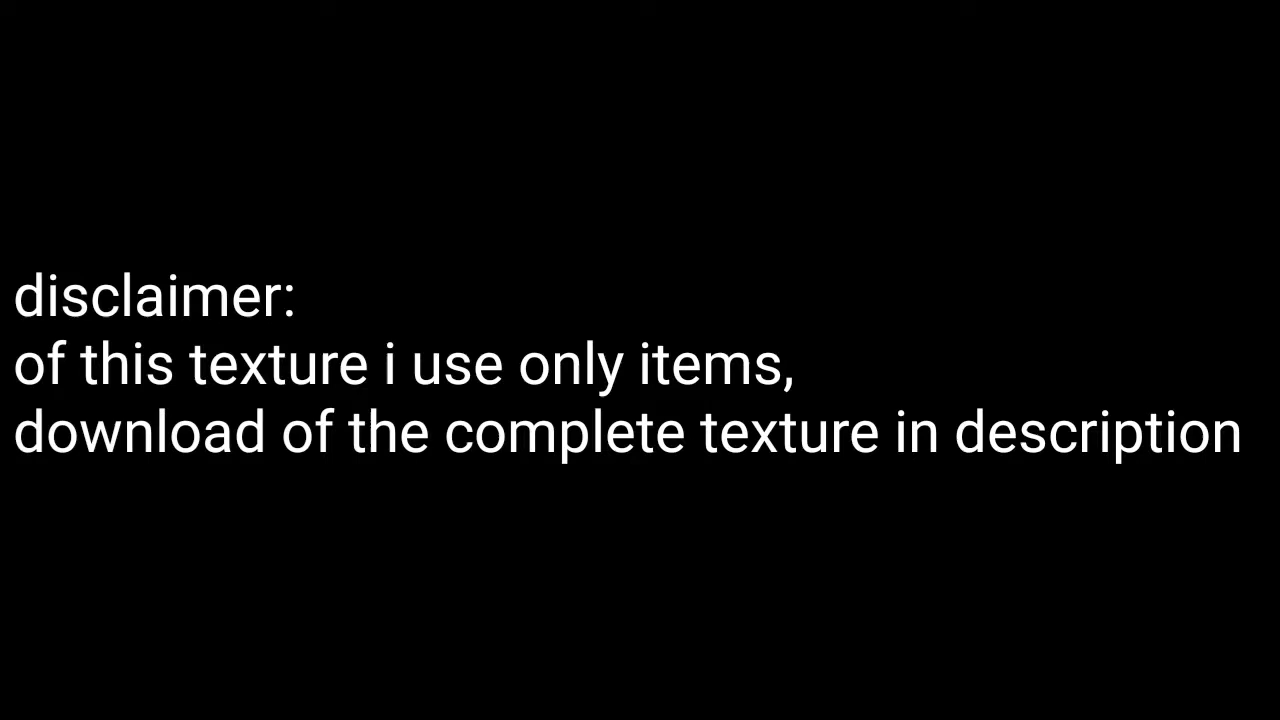 disclaimer:
of this texture i use only items,
download of the complete texture in description